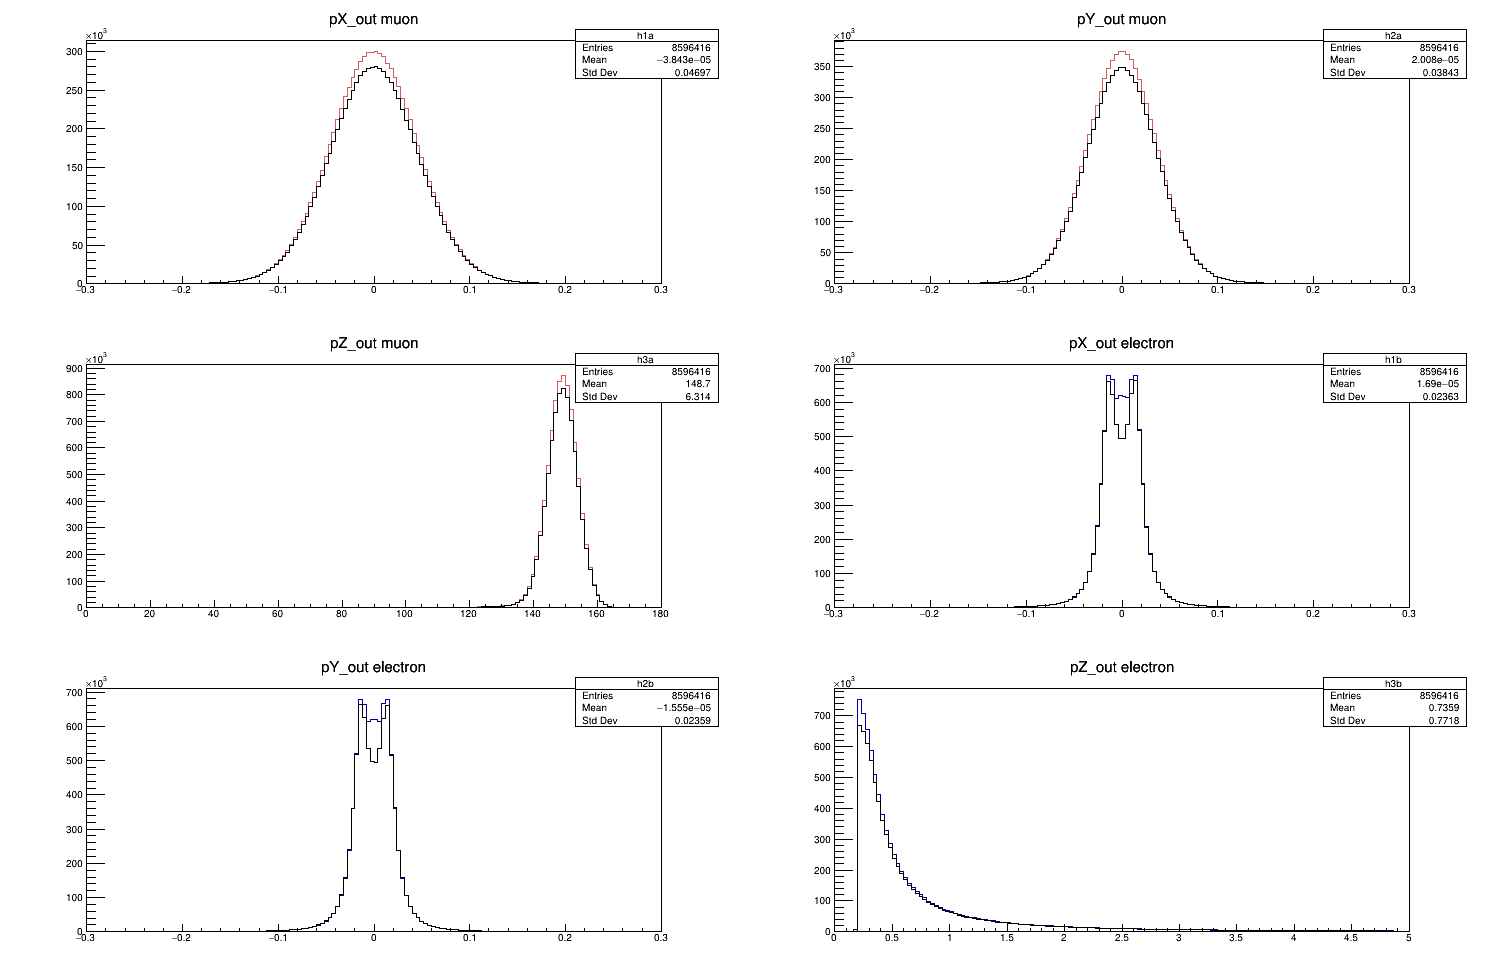 pX_out muon
×10³
h1a
Entries 8596416
Mean −3.843e−05
Std Dev 0.04697
300
250
200
150
100
50
0
−0.3 −0.2 −0.1 0 0.1 0.2 0.3
pY_out muon
×10³
h2a
Entries 8596416
Mean 2.008e−05
Std Dev 0.03843
350
300
250
200
150
100
50
0
−0.3 −0.2 −0.1 0 0.1 0.2 0.3
pZ_out muon
×10³
h3a
Entries 8596416
Mean 148.7
Std Dev 6.314
900
800
700
600
500
400
300
200
100
0
0 20 40 60 80 100 120 140 160 180
pX_out electron
×10³
h1b
Entries 8596416
Mean 1.69e−05
Std Dev 0.02363
700
600
500
400
300
200
100
0
−0.3 −0.2 −0.1 0 0.1 0.2 0.3
pY_out electron
×10³
h2b
Entries 8596416
Mean −1.555e−05
Std Dev 0.02359
700
600
500
400
300
200
100
0
−0.3 −0.2 −0.1 0 0.1 0.2 0.3
pZ_out electron
×10³
h3b
Entries 8596416
Mean 0.7359
Std Dev 0.7718
700
600
500
400
300
200
100
0
0 0.5 1 1.5 2 2.5 3 3.5 4 4.5 5